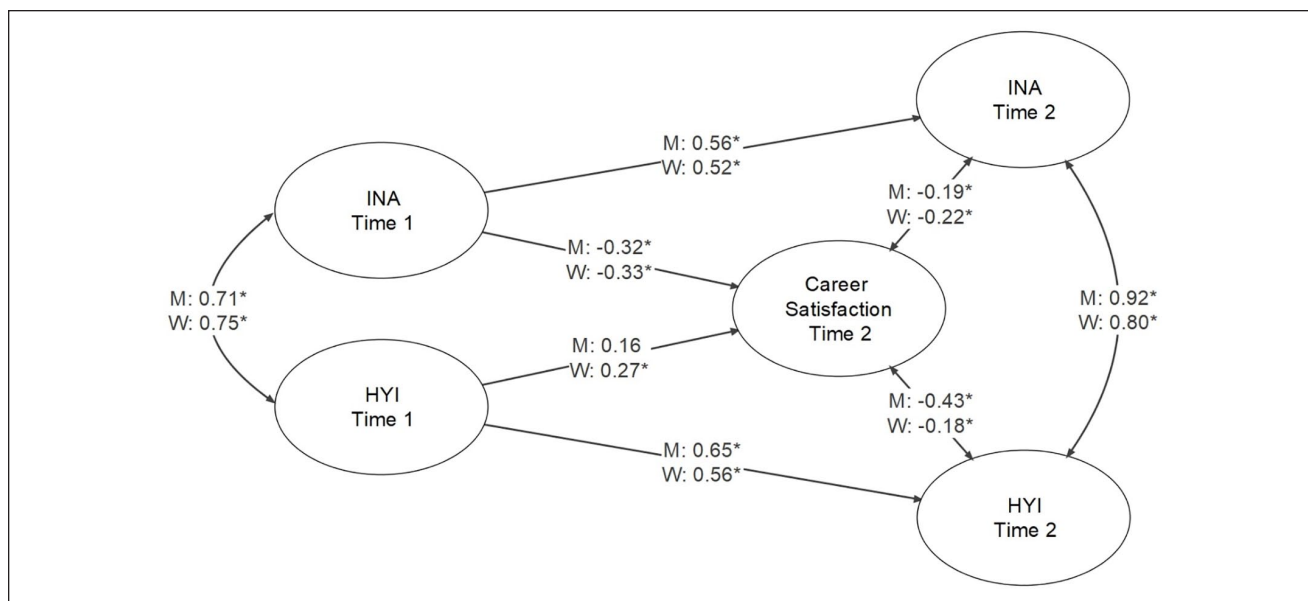 INA
Time 2
M: 0.56*
W: 0.52*
INA
Time 1
M: -0.19*
W: -0.22*
M: -0.32*
W: -0.33*
Career
Satisfaction
Time 2
M: 0.71*
W: 0.75*
M: 0.92*
W: 0.80*
M: 0.16
W: 0.27*
HYI
Time 1
M: -0.43*
W: -0.18*
M: 0.65*
W: 0.56*
HYI
Time 2